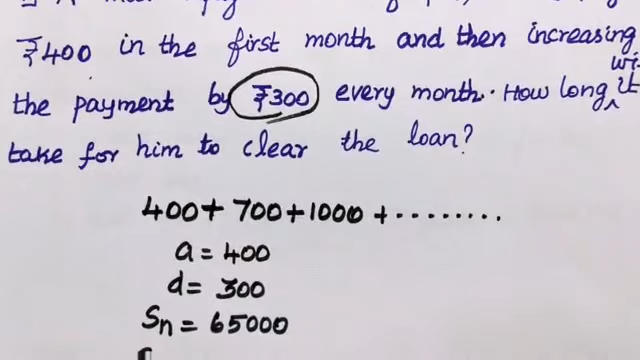 ₹400 in the first month and then increasing
the payment by ₹300 every month. How long it
take for him to clear the loan?
400 + 700 + 1000 + ........
a = 400
d = 300
Sn = 65000